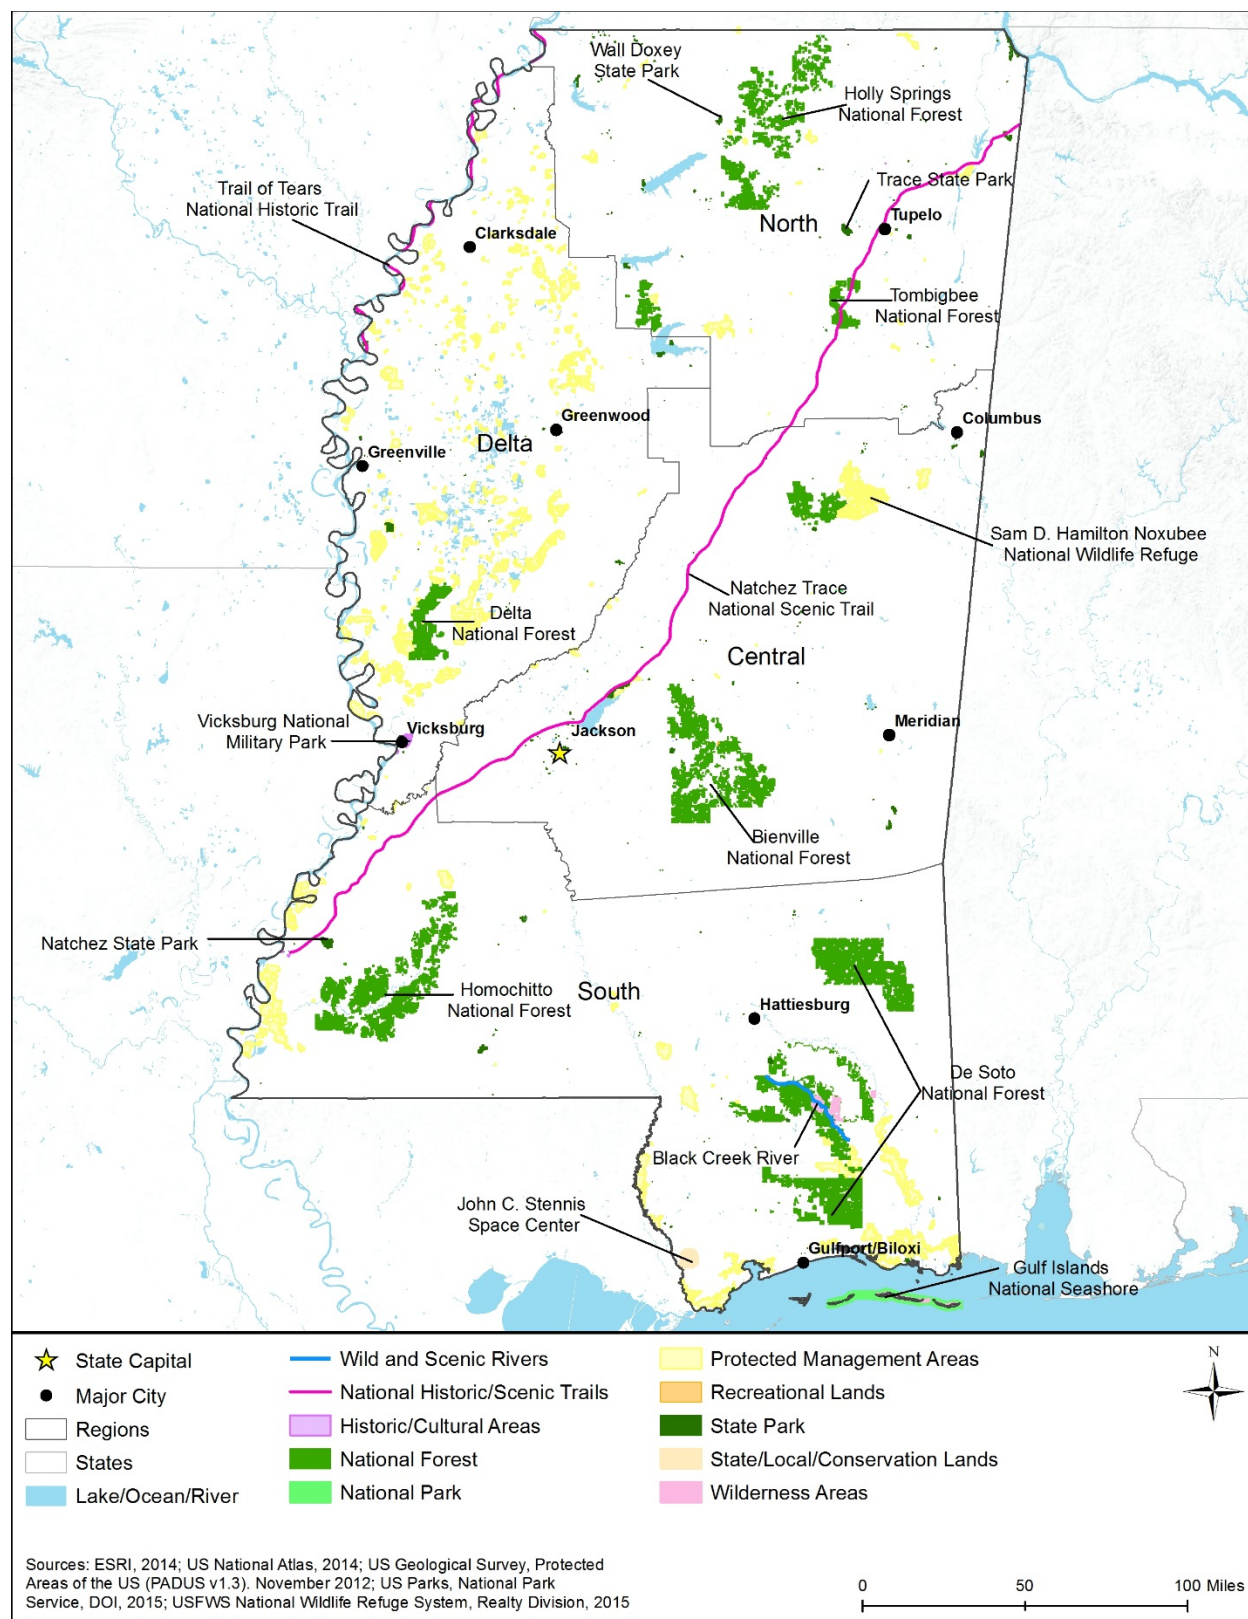 Wall Doxey
State Park
Holly Springs
National Forest
Trail of Tears
National Historic Trail
Trace State Park
Clarksdale
North
Tupelo
Tombigbee
National Forest
Greenwood
Columbus
Delta
Greenville
Sam D. Hamilton Noxubee
National Wildlife Refuge
Natchez Trace
National Scenic Trail
Delta
National Forest
Central
Vicksburg National
Military Park
Vicksburg
Jackson
Meridian
Bienville
National Forest
Natchez State Park
Homochitto
National Forest
South
Hattiesburg
De Soto
National Forest
Black Creek River
John C. Stennis
Space Center
Gulfport/Biloxi
Gulf Islands
National Seashore
State Capital
Major City
Regions
States
Lake/Ocean/River
Wild and Scenic Rivers
National Historic/Scenic Trails
Historic/Cultural Areas
National Forest
National Park
Protected Management Areas
Recreational Lands
State Park
State/Local/Conservation Lands
Wilderness Areas
N
Sources: ESRI, 2014; US National Atlas, 2014; US Geological Survey, Protected
Areas of the US (PADUS v1.3). November 2012; US Parks, National Park
Service, DOI, 2015; USFWS National Wildlife Refuge System, Realty Division, 2015
0 50 100 Miles